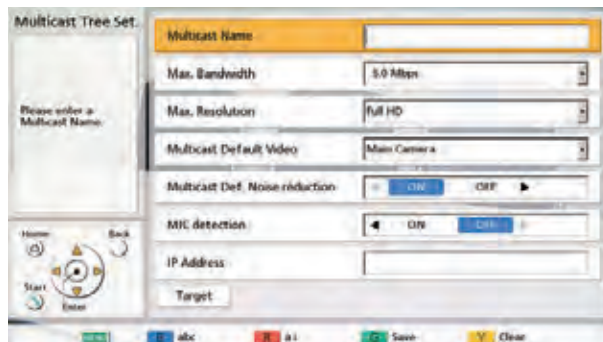 Multicast Tree Set.
Please enter a
Multicast Name.
Multicast Name
Max. Bandwidth
5.0 Mbps
Max. Resolution
Full HD
Multicast Default Video
Main Camera
Multicast Def. Noise reduction
ON OFF
MIC detection
ON OFF
IP Address
Target
Home Back
Start Enter
MENU B abc R a1 G Save Y Clear